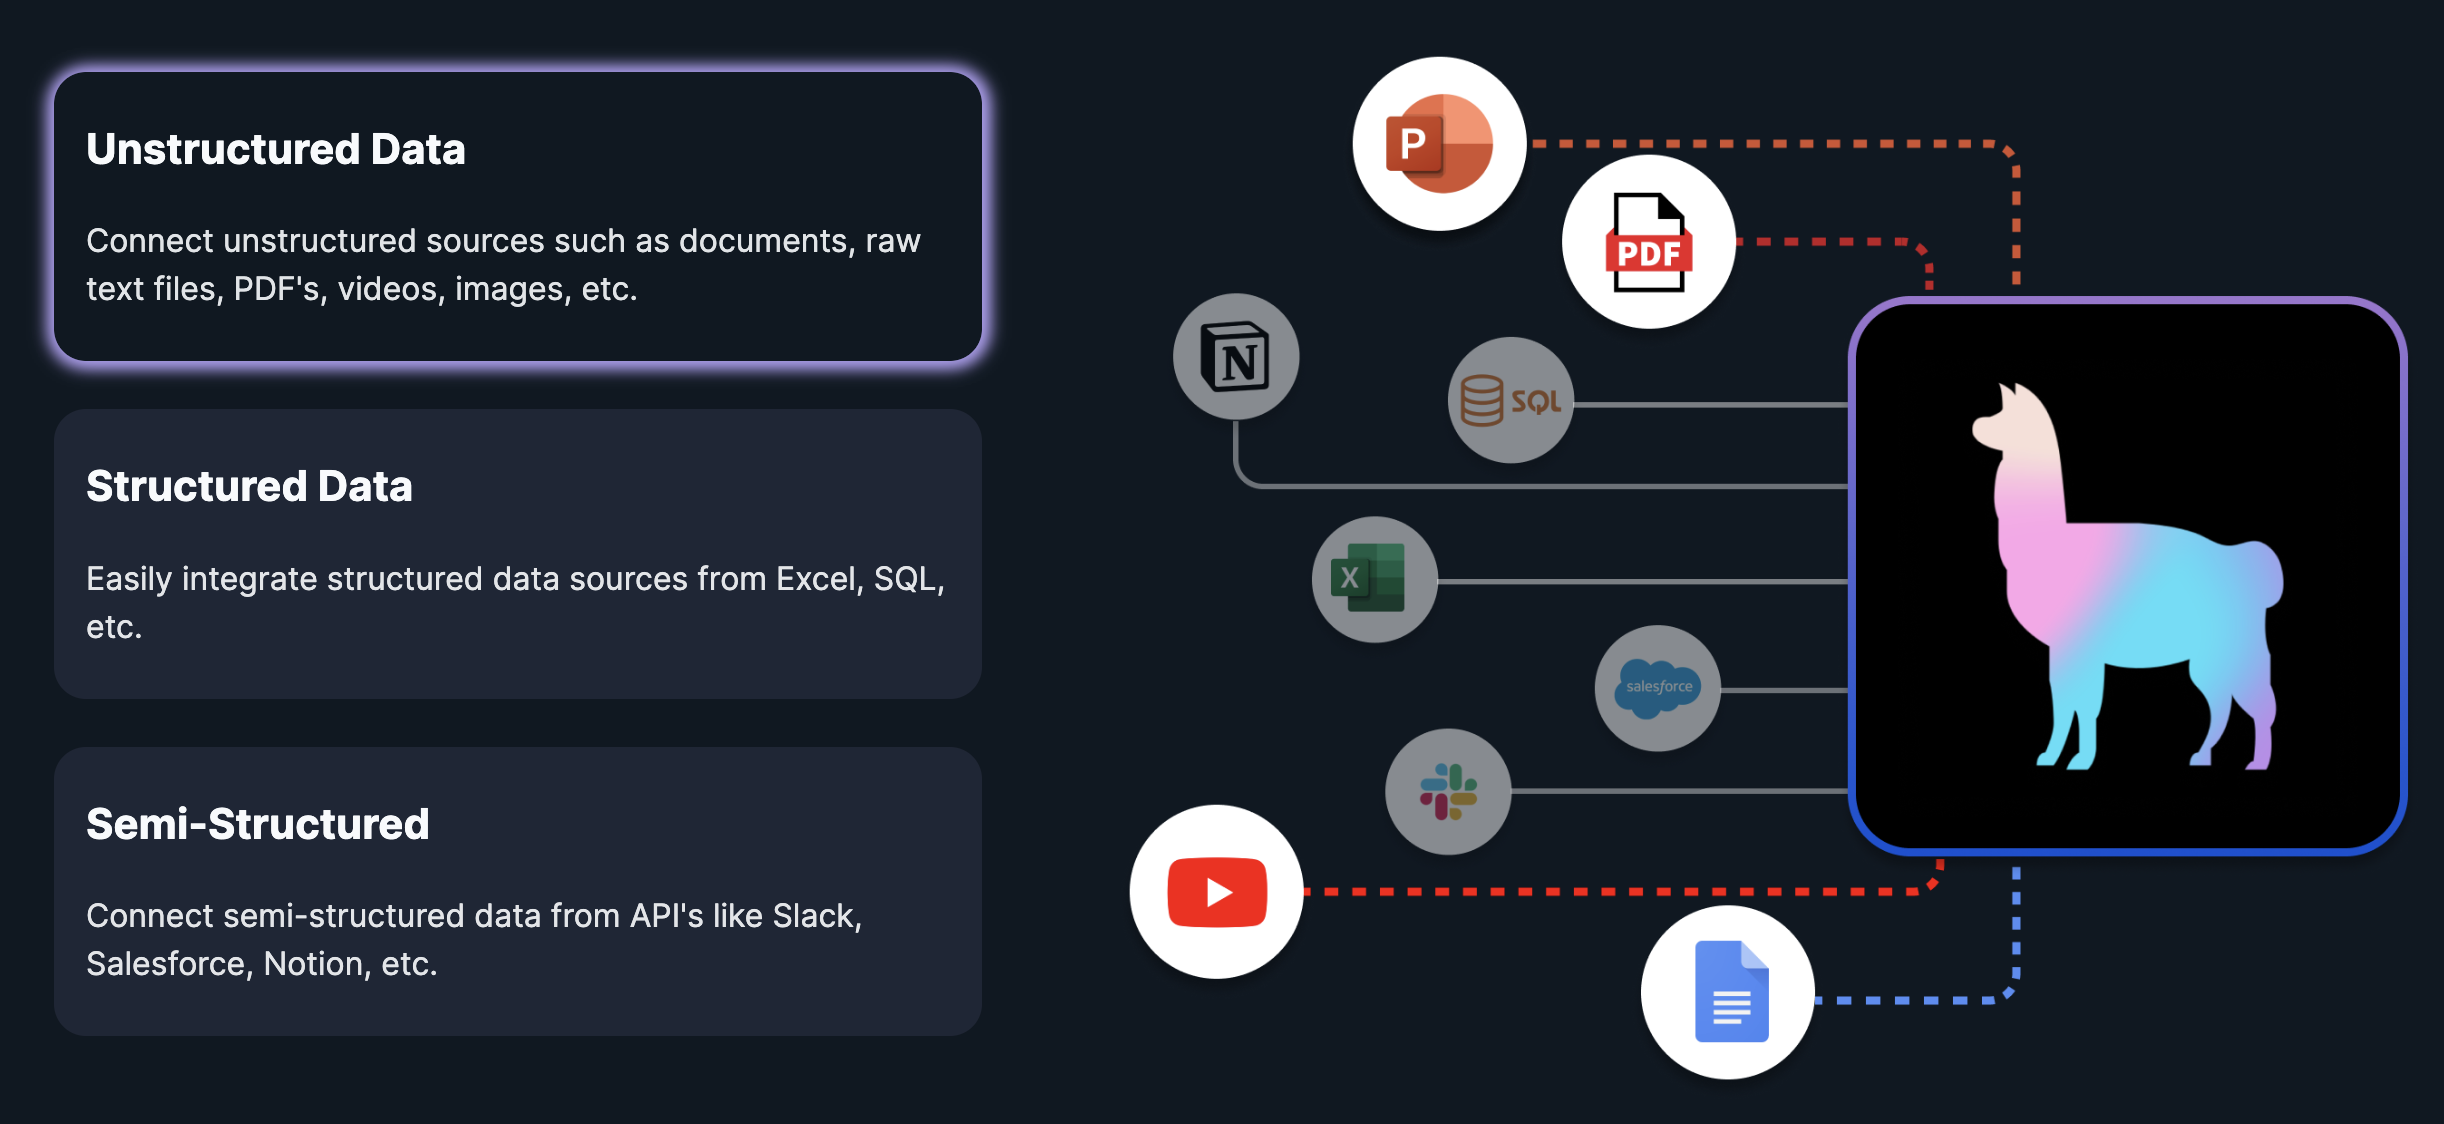 Unstructured Data
Connect unstructured sources such as documents, raw
text files, PDF's, videos, images, etc.
Structured Data
Easily integrate structured data sources from Excel, SQL,
etc.
Semi-Structured
Connect semi-structured data from API's like Slack,
Salesforce, Notion, etc.
P
PDF
N
SQL
X
salesforce